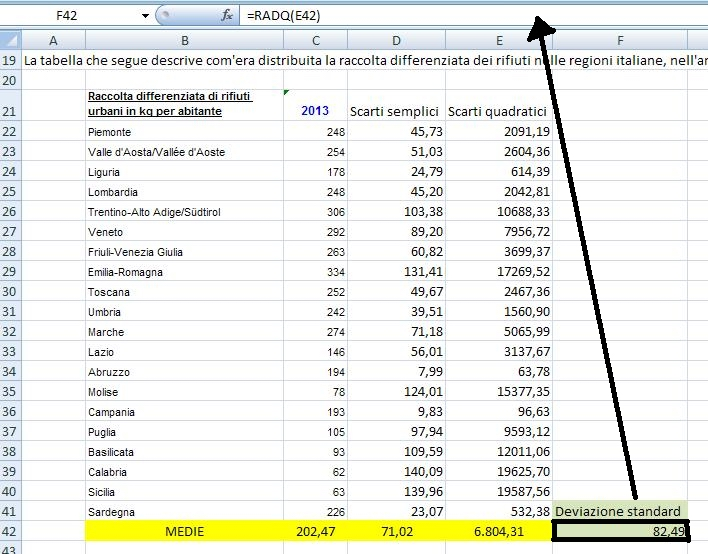 F42 fx =RADQ(E42)
A B C D E F
19 La tabella che segue descrive com'era distribuita la raccolta differenziata dei rifiuti nelle regioni italiane, nell'ar
20
Raccolta differenziata di rifiuti
21 urbani in kg per abitante 2013 Scarti semplici Scarti quadratici
22 Piemonte 248 45,73 2091,19
23 Valle d'Aosta/Vallée d'Aoste 254 51,03 2604,36
24 Liguria 178 24,79 614,39
25 Lombardia 248 45,20 2042,81
26 Trentino-Alto Adige/Südtirol 306 103,38 10688,33
27 Veneto 292 89,20 7956,72
28 Friuli-Venezia Giulia 263 60,82 3699,37
29 Emilia-Romagna 334 131,41 17269,52
30 Toscana 252 49,67 2467,36
31 Umbria 242 39,51 1560,90
32 Marche 274 71,18 5065,99
33 Lazio 146 56,01 3137,67
34 Abruzzo 194 7,99 63,78
35 Molise 78 124,01 15377,35
36 Campania 193 9,83 96,63
37 Puglia 105 97,94 9593,12
38 Basilicata 93 109,59 12011,06
39 Calabria 62 140,09 19625,70
40 Sicilia 63 139,96 19587,56
41 Sardegna 226 23,07 532,38 Deviazione standard
42 MEDIE 202,47 71,02 6.804,31 82,49
43